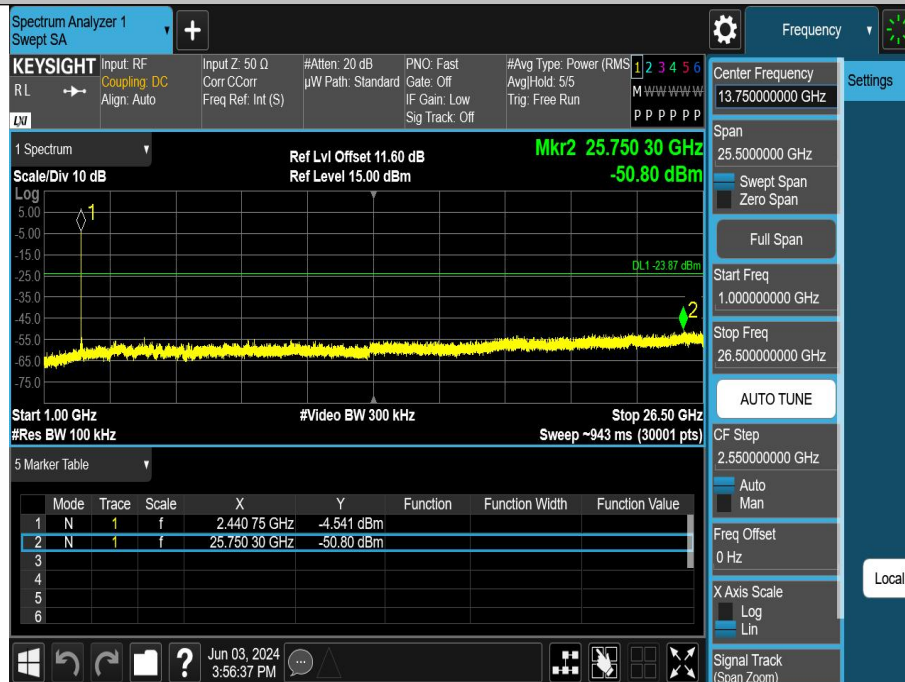 Spectrum Analyzer 1
Swept SA
+
Frequency
KEYSIGHT
RL
LXI
Input: RF
Coupling: DC
Align: Auto
Input Z: 50 Ω
Corr CCorr
Freq Ref: Int (S)
#Atten: 20 dB
µW Path: Standard
PNO: Fast
Gate: Off
IF Gain: Low
Sig Track: Off
#Avg Type: Power (RMS
Avg|Hold: 5/5
Trig: Free Run
1 2 3 4 5 6
M W W W W W
P P P P P P
1 Spectrum
Scale/Div 10 dB
Ref Lvl Offset 11.60 dB
Ref Level 15.00 dBm
Mkr2 25.750 30 GHz
-50.80 dBm
Log
5.00
-5.00
-15.0
-25.0
-35.0
-45.0
-55.0
-65.0
-75.0
1
DL1 -23.87 dBm
2
Start 1.00 GHz
#Video BW 300 kHz
Stop 26.50 GHz
#Res BW 100 kHz
Sweep ~943 ms (30001 pts)
5 Marker Table
Mode Trace Scale X Y Function Function Width Function Value
1 N 1 f 2.440 75 GHz -4.541 dBm
2 N 1 f 25.750 30 GHz -50.80 dBm
3
4
5
6
?
Jun 03, 2024
3:56:37 PM
Center Frequency
13.750000000 GHz
Settings
Span
25.5000000 GHz
Swept Span
Zero Span
Full Span
Start Freq
1.000000000 GHz
Stop Freq
26.500000000 GHz
AUTO TUNE
CF Step
2.550000000 GHz
Auto
Man
Freq Offset
0 Hz
Local
X Axis Scale
Log
Lin
Signal Track
(Span Zoom)